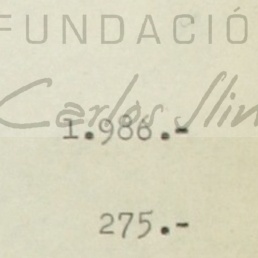 FUNDACIÓ
Carlos Slim
1.986.-
275.-